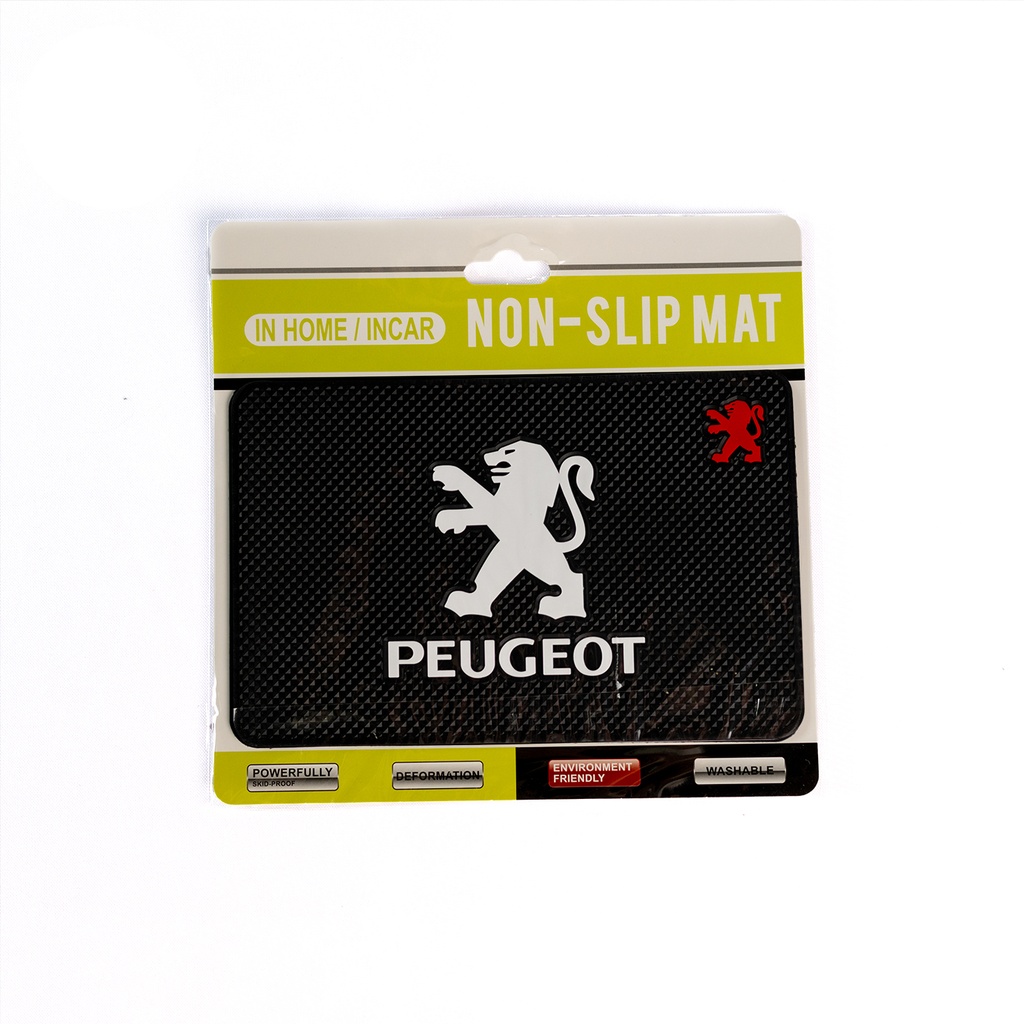 IN HOME / INCAR NON-SLIP MAT
PEUGEOT
POWERFULLY
SKID-PROOF
DEFORMATION
ENVIRONMENT
FRIENDLY
WASHABLE